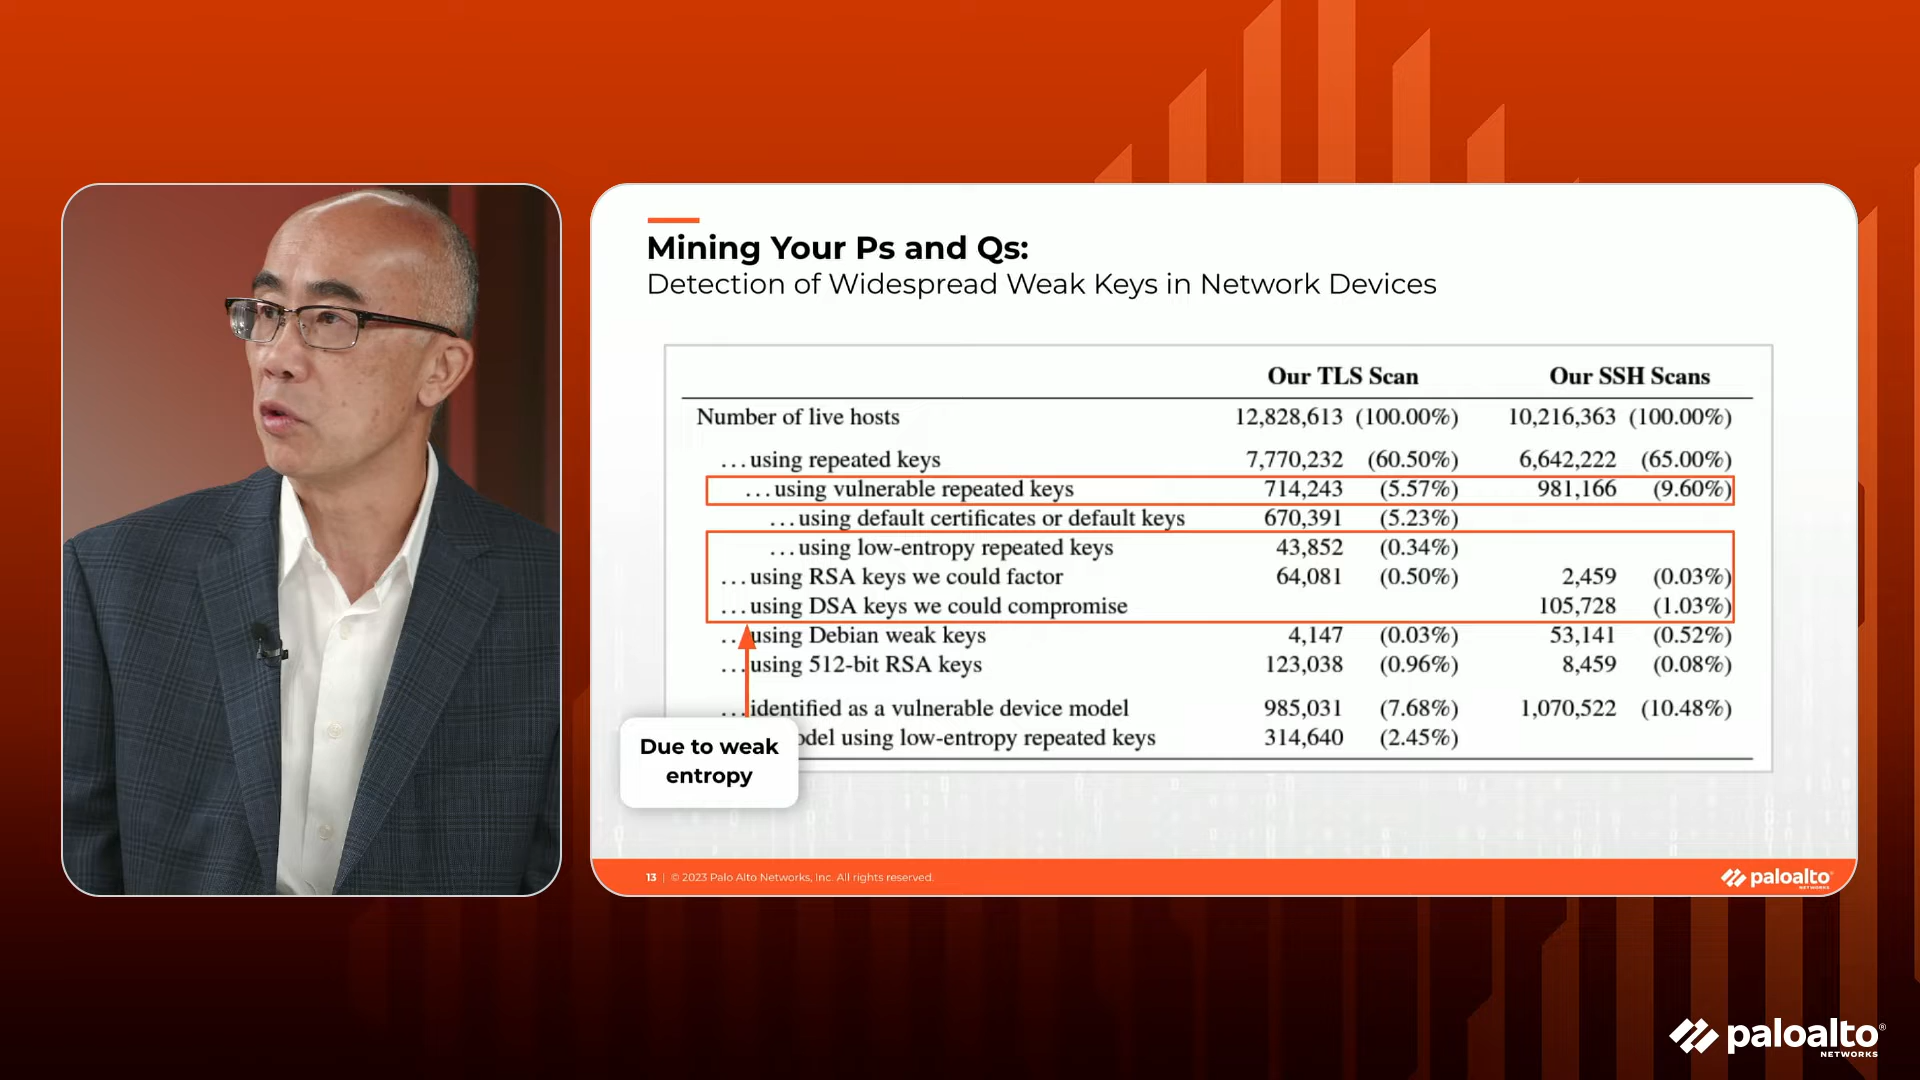 Mining Your Ps and Qs:
Detection of Widespread Weak Keys in Network Devices
Our TLS Scan Our SSH Scans
Number of live hosts 12,828,613 (100.00%) 10,216,363 (100.00%)
...using repeated keys 7,770,232 (60.50%) 6,642,222 (65.00%)
...using vulnerable repeated keys 714,243 (5.57%) 981,166 (9.60%)
...using default certificates or default keys 670,391 (5.23%)
...using low-entropy repeated keys 43,852 (0.34%)
...using RSA keys we could factor 64,081 (0.50%) 2,459 (0.03%)
...using DSA keys we could compromise 105,728 (1.03%)
...using Debian weak keys 4,147 (0.03%) 53,141 (0.52%)
...using 512-bit RSA keys 123,038 (0.96%) 8,459 (0.08%)
...identified as a vulnerable device model 985,031 (7.68%) 1,070,522 (10.48%)
using low-entropy repeated keys 314,640 (2.45%)
Due to weak
entropy
13 | © 2023 Palo Alto Networks, Inc. All rights reserved.
paloalto
NETWORKS
paloalto®
NETWORKS